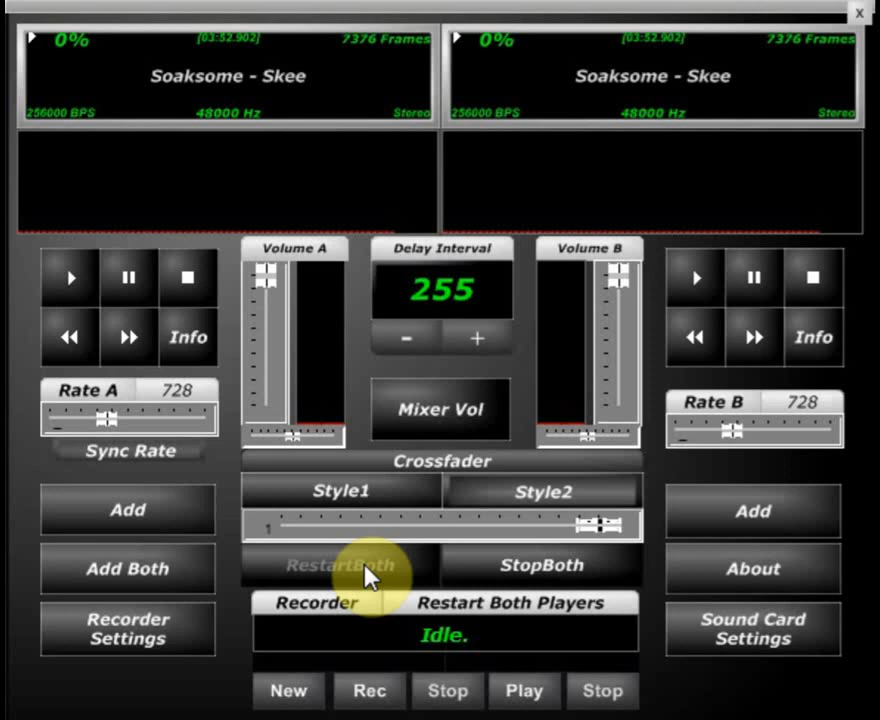 x
0% [03:52.902] 7376 Frames
Soaksome - Skee
256000 BPS 48000 Hz Stereo
0% [03:52.902] 7376 Frames
Soaksome - Skee
256000 BPS 48000 Hz Stereo
Volume A
Delay Interval
Volume B
255
- +
Info
Info
Mixer Vol
Rate A 728
Rate B 728
Sync Rate
Crossfader
Style1 Style2
1
Add
Add
RestartBoth StopBoth
Add Both
About
Recorder Restart Both Players
Idle.
Recorder
Settings
Sound Card
Settings
New Rec Stop Play Stop